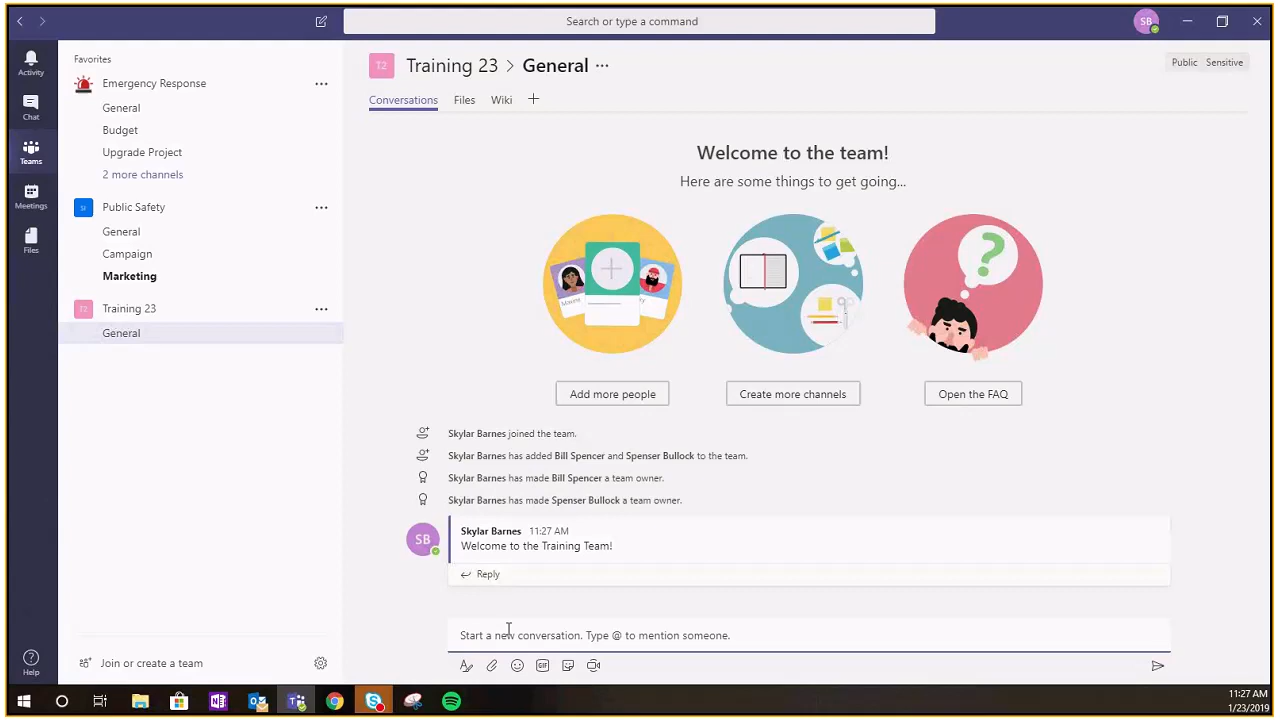 Search or type a command
SB
Activity
Chat
Teams
Meetings
Files
Help
Favorites
Emergency Response
General
Budget
Upgrade Project
2 more channels
Public Safety
General
Campaign
Marketing
T2
Training 23
General
Join or create a team
T2
Training 23 > General
Public Sensitive
Conversations Files Wiki
Welcome to the team!
Here are some things to get going...
Add more people
Create more channels
Open the FAQ
Skylar Barnes joined the team.
Skylar Barnes has added Bill Spencer and Spenser Bullock to the team.
Skylar Barnes has made Bill Spencer a team owner.
Skylar Barnes has made Spenser Bullock a team owner.
SB
Skylar Barnes 11:27 AM
Welcome to the Training Team!
Reply
Start a new conversation. Type @ to mention someone.
GIF
11:27 AM
1/23/2019